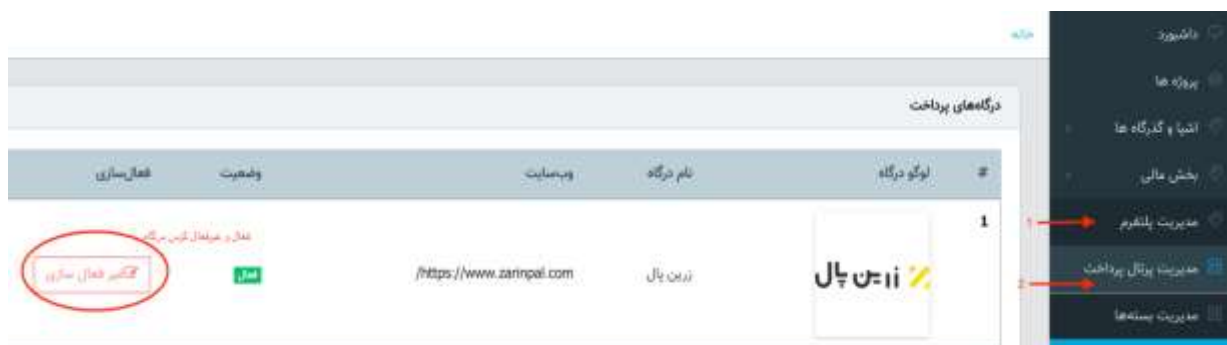 داشبورد
پروژه ها
اشیا و گذرگاه ها
بخش مالی
مدیریت پلتفرم
مدیریت پرتال پرداخت
مدیریت بسته‌ها
1
2
خانه
درگاه‌های پرداخت
# لوگو درگاه نام درگاه وب‌سایت وضعیت فعال‌سازی
فعال و غیرفعال کردن درگاه
1 زرین پال زرین پال https://www.zarinpal.com/ فعال غیر فعال سازی